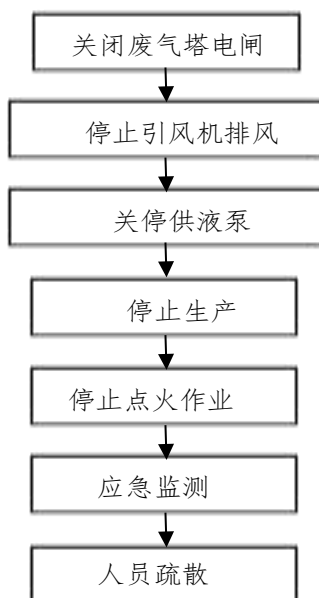 关闭废气塔电闸
停止引风机排风
关停供液泵
停止生产
停止点火作业
应急监测
人员疏散